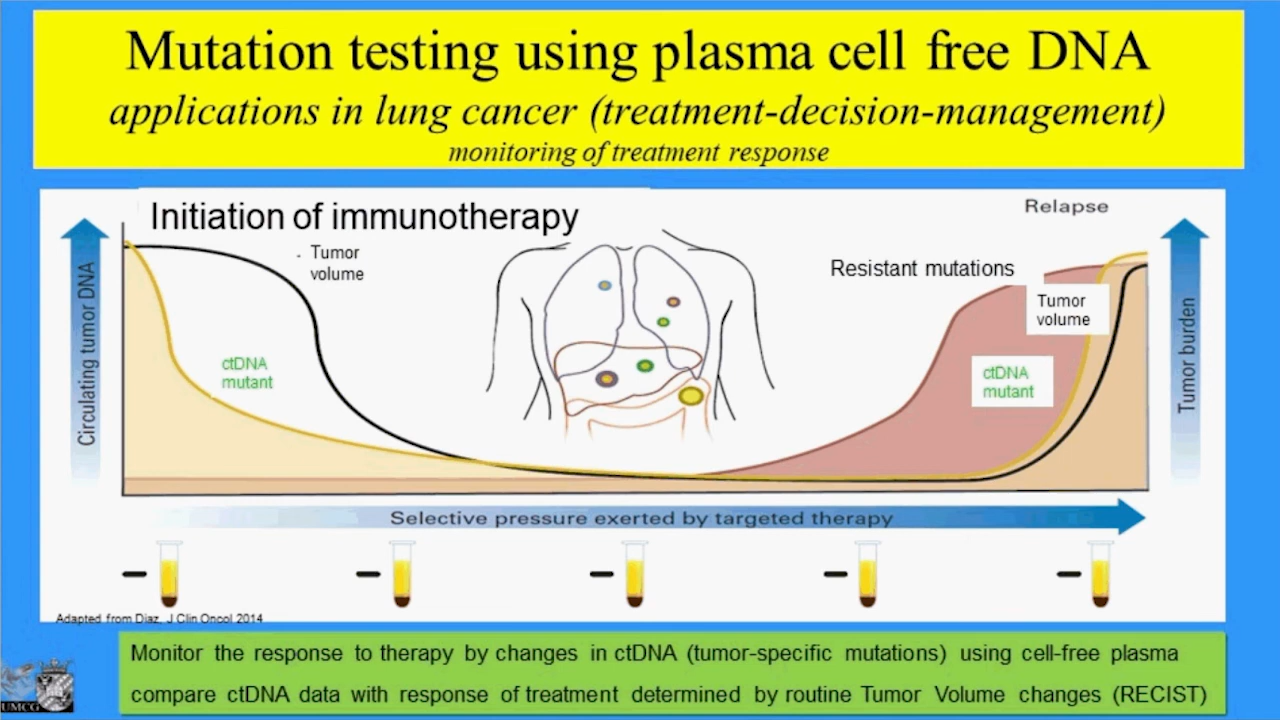 Mutation testing using plasma cell free DNA
applications in lung cancer (treatment-decision-management)
monitoring of treatment response
Initiation of immunotherapy
Relapse
Circulating tumor DNA
Tumor
volume
ctDNA
mutant
Resistant mutations
Tumor
volume
ctDNA
mutant
Tumor burden
Selective pressure exerted by targeted therapy
Adapted from Diaz, J Clin Oncol 2014
Monitor the response to therapy by changes in ctDNA (tumor-specific mutations) using cell-free plasma
compare ctDNA data with response of treatment determined by routine Tumor Volume changes (RECIST)
UMCG